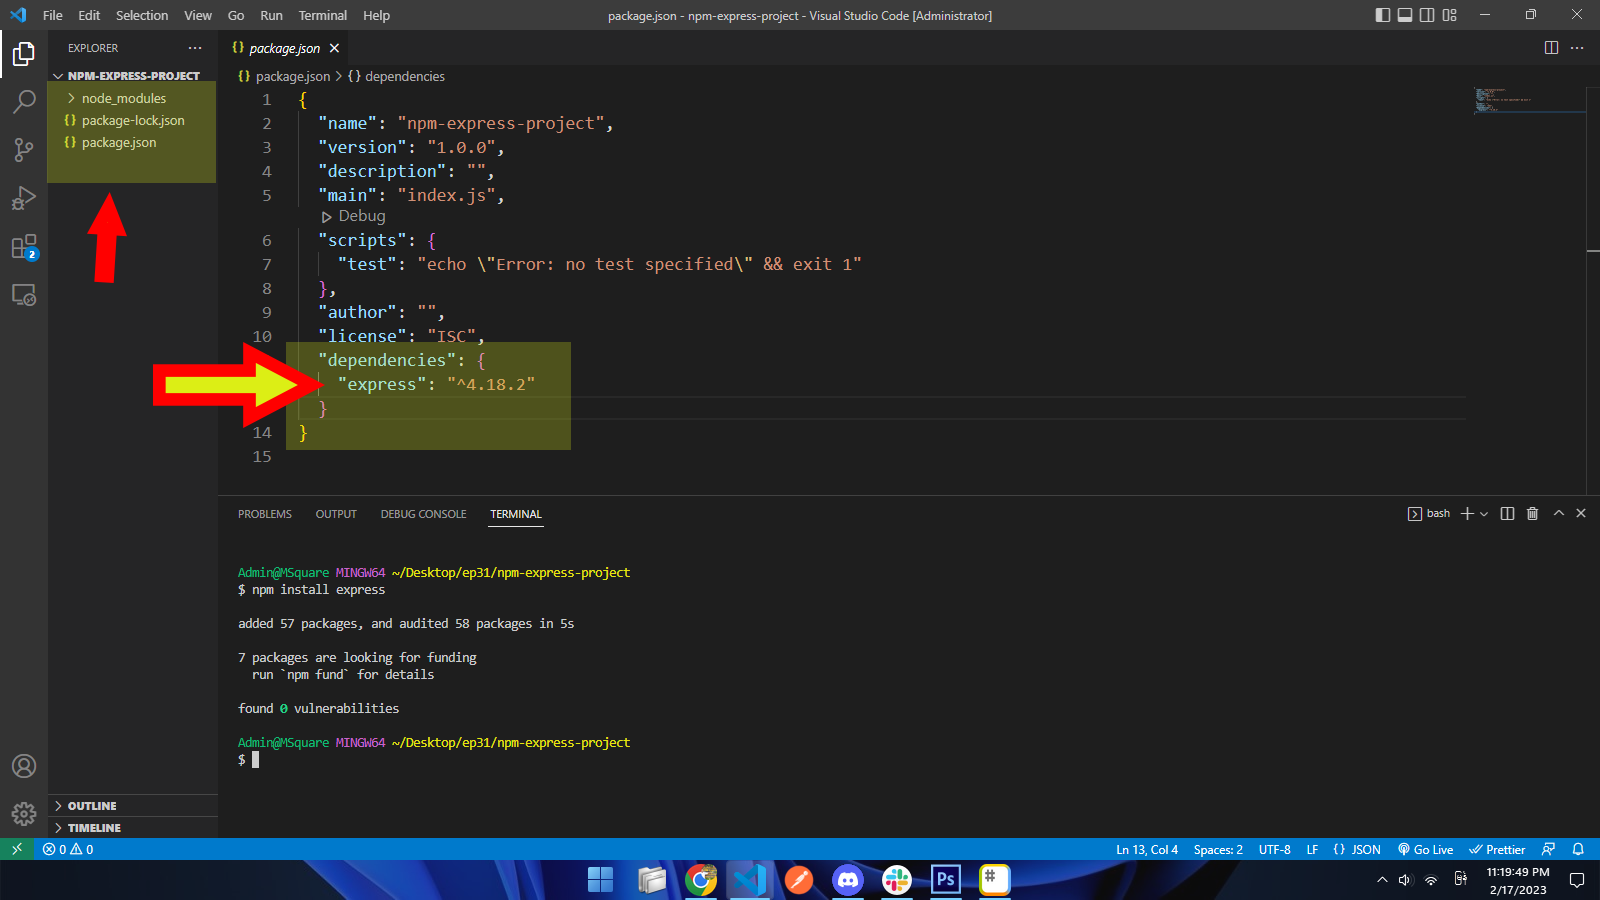 File Edit Selection View Go Run Terminal Help
package.json - npm-express-project - Visual Studio Code [Administrator]
EXPLORER
NPM-EXPRESS-PROJECT
node_modules
{} package-lock.json
{} package.json
2
{} package.json
{} package.json > {} dependencies
1 {
2 "name": "npm-express-project",
3 "version": "1.0.0",
4 "description": "",
5 "main": "index.js",
Debug
6 "scripts": {
7 "test": "echo \"Error: no test specified\" && exit 1"
8 },
9 "author": "",
10 "license": "ISC",
"dependencies": {
"express": "^4.18.2"
}
14 }
15
PROBLEMS OUTPUT DEBUG CONSOLE TERMINAL
bash
Admin@MSquare MINGW64 ~/Desktop/ep31/npm-express-project
$ npm install express
added 57 packages, and audited 58 packages in 5s
7 packages are looking for funding
run `npm fund` for details
found 0 vulnerabilities
Admin@MSquare MINGW64 ~/Desktop/ep31/npm-express-project
$
OUTLINE
TIMELINE
0 0
Ln 13, Col 4 Spaces: 2 UTF-8 LF {} JSON Go Live Prettier
Ps
#
11:19:49 PM
2/17/2023